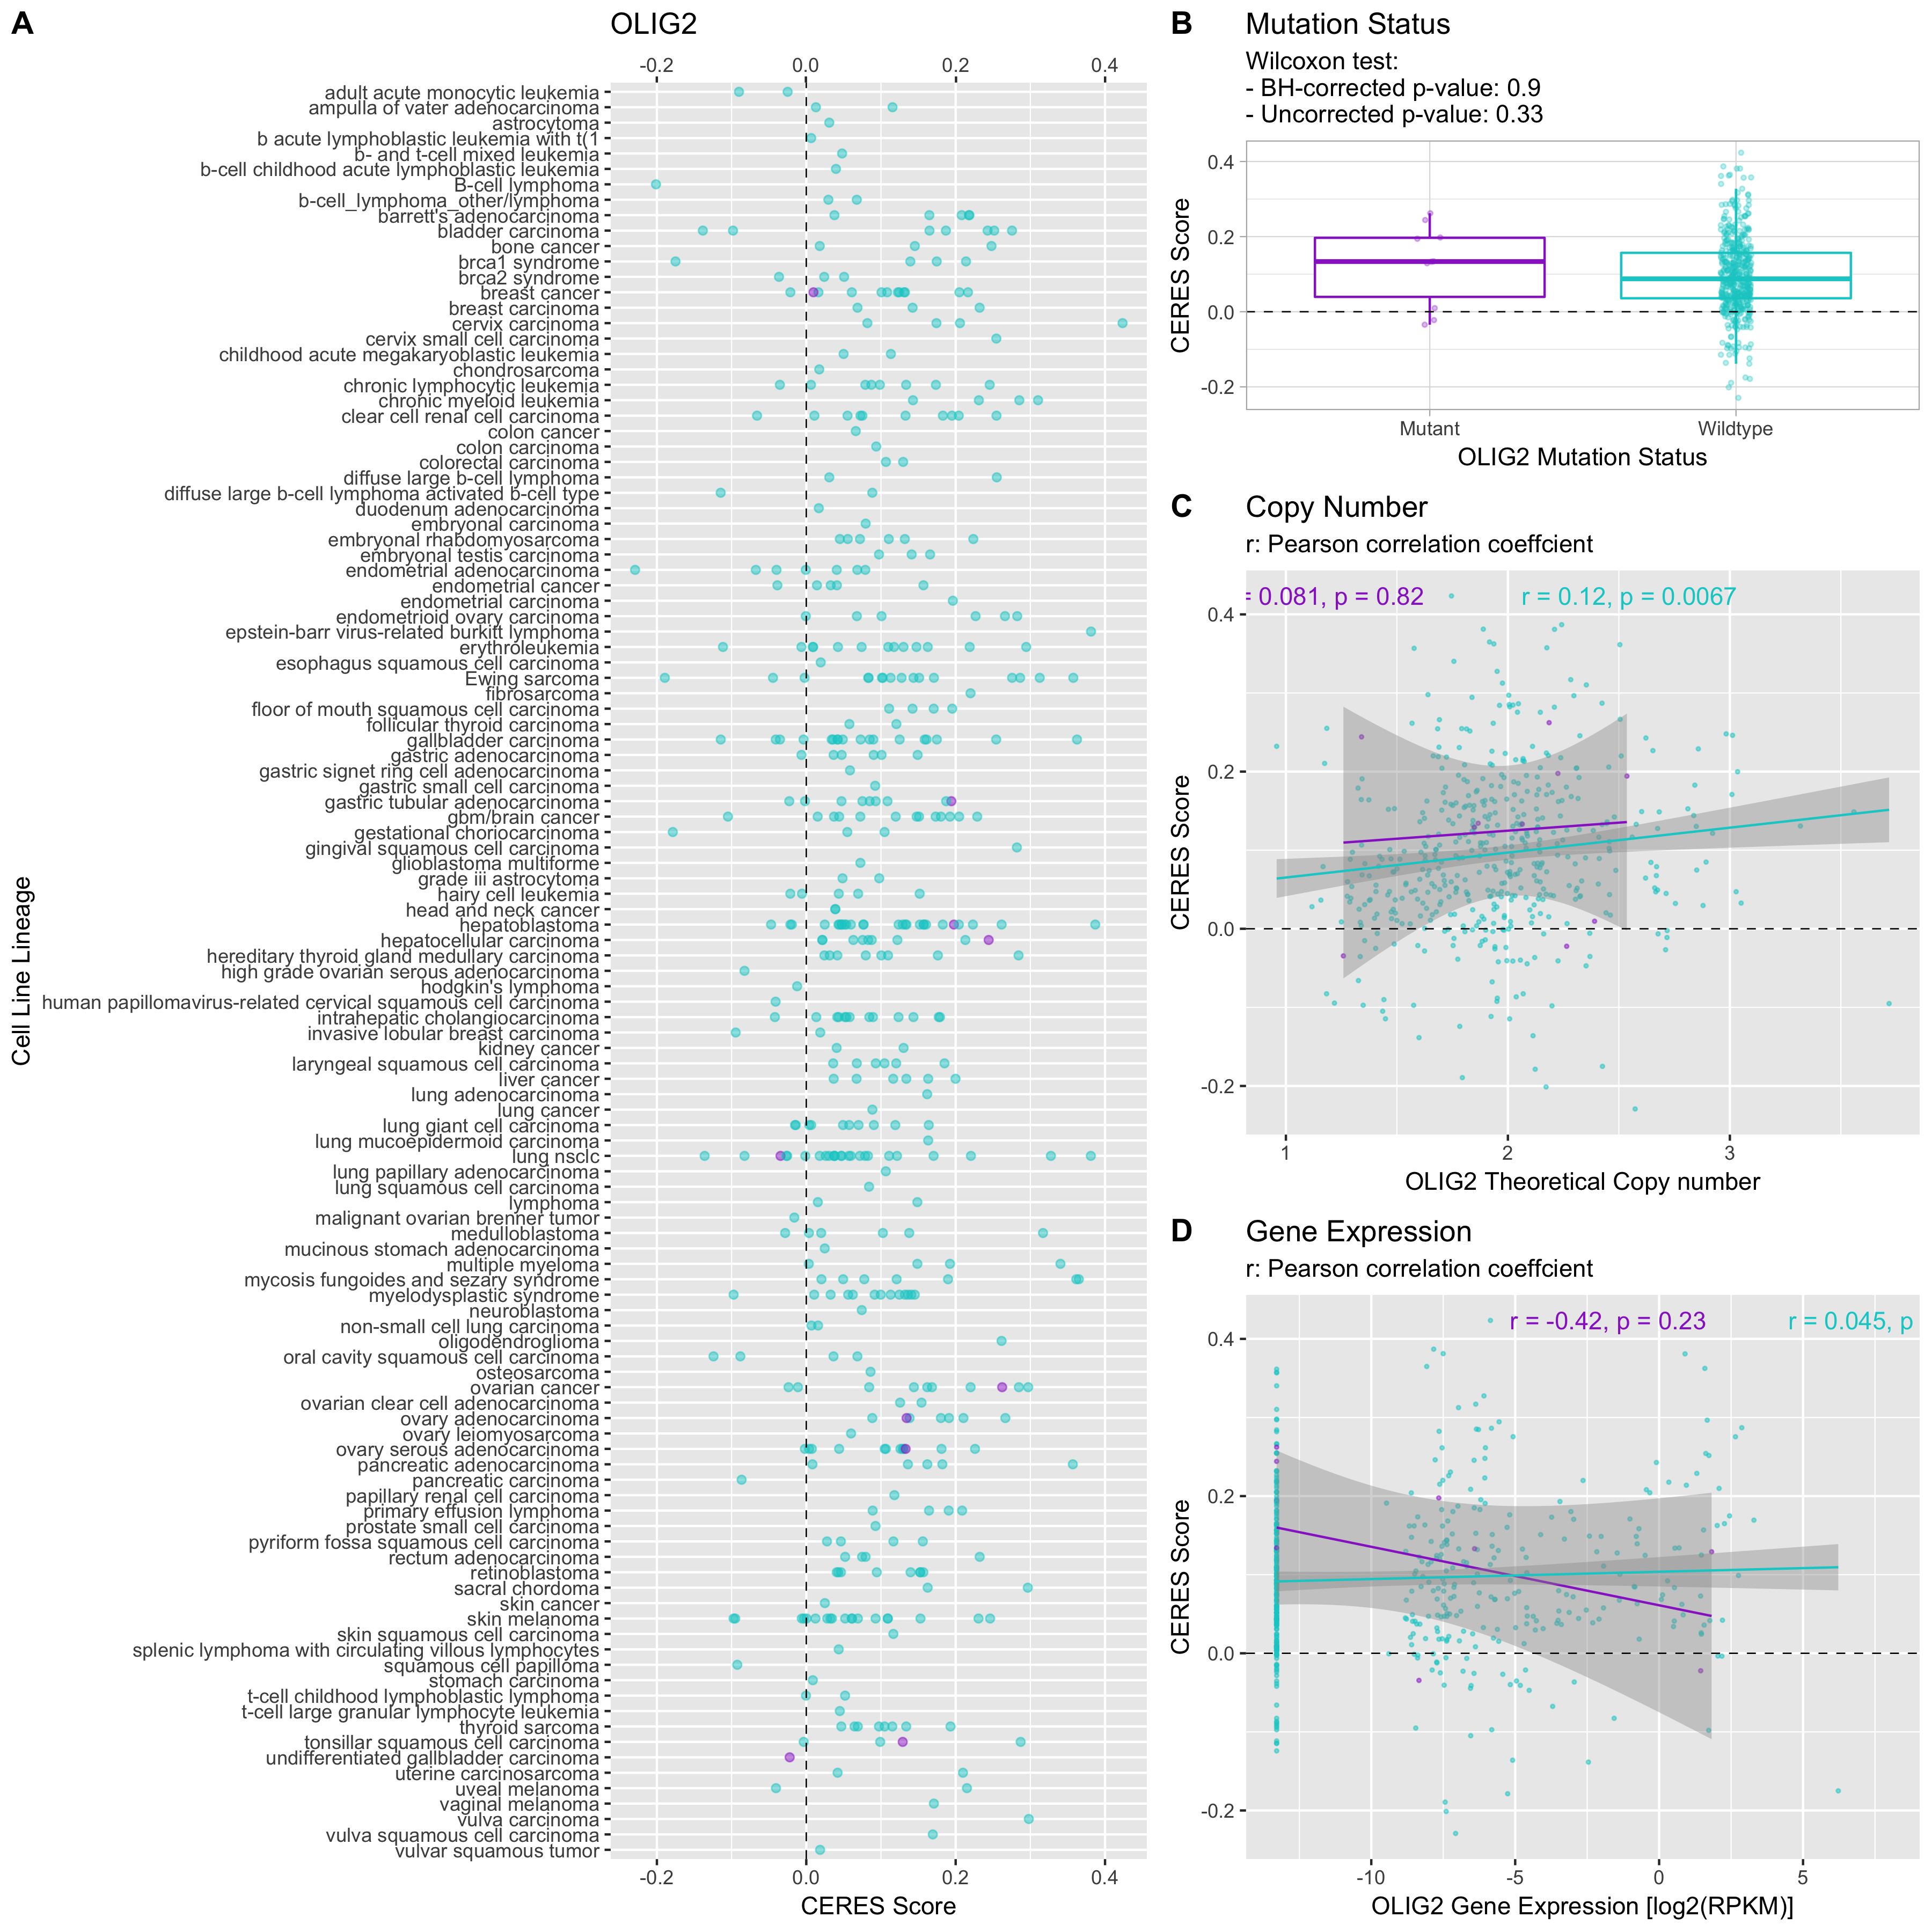 A
OLIG2
-0.2 0.0 0.2 0.4
Cell Line Lineage
adult acute monocytic leukemia
ampulla of vater adenocarcinoma
astrocytoma
b acute lymphoblastic leukemia with t(1
b- and t-cell mixed leukemia
b-cell childhood acute lymphoblastic leukemia
B-cell lymphoma
b-cell_lymphoma_other/lymphoma
barrett's adenocarcinoma
bladder carcinoma
bone cancer
brca1 syndrome
brca2 syndrome
breast cancer
breast carcinoma
cervix carcinoma
cervix small cell carcinoma
childhood acute megakaryoblastic leukemia
chondrosarcoma
chronic lymphocytic leukemia
chronic myeloid leukemia
clear cell renal cell carcinoma
colon cancer
colon carcinoma
colorectal carcinoma
diffuse large b-cell lymphoma
diffuse large b-cell lymphoma activated b-cell type
duodenum adenocarcinoma
embryonal carcinoma
embryonal rhabdomyosarcoma
embryonal testis carcinoma
endometrial adenocarcinoma
endometrial cancer
endometrial carcinoma
endometrioid ovary carcinoma
epstein-barr virus-related burkitt lymphoma
erythroleukemia
esophagus squamous cell carcinoma
Ewing sarcoma
fibrosarcoma
floor of mouth squamous cell carcinoma
follicular thyroid carcinoma
gallbladder carcinoma
gastric adenocarcinoma
gastric signet ring cell adenocarcinoma
gastric small cell carcinoma
gastric tubular adenocarcinoma
gbm/brain cancer
gestational choriocarcinoma
gingival squamous cell carcinoma
glioblastoma multiforme
grade iii astrocytoma
hairy cell leukemia
head and neck cancer
hepatoblastoma
hepatocellular carcinoma
hereditary thyroid gland medullary carcinoma
high grade ovarian serous adenocarcinoma
hodgkin's lymphoma
human papillomavirus-related cervical squamous cell carcinoma
intrahepatic cholangiocarcinoma
invasive lobular breast carcinoma
kidney cancer
laryngeal squamous cell carcinoma
liver cancer
lung adenocarcinoma
lung cancer
lung giant cell carcinoma
lung mucoepidermoid carcinoma
lung nsclc
lung papillary adenocarcinoma
lung squamous cell carcinoma
lymphoma
malignant ovarian brenner tumor
medulloblastoma
mucinous stomach adenocarcinoma
multiple myeloma
mycosis fungoides and sezary syndrome
myelodysplastic syndrome
neuroblastoma
non-small cell lung carcinoma
oligodendroglioma
oral cavity squamous cell carcinoma
osteosarcoma
ovarian cancer
ovarian clear cell adenocarcinoma
ovary adenocarcinoma
ovary leiomyosarcoma
ovary serous adenocarcinoma
pancreatic adenocarcinoma
pancreatic carcinoma
papillary renal cell carcinoma
primary effusion lymphoma
prostate small cell carcinoma
pyriform fossa squamous cell carcinoma
rectum adenocarcinoma
retinoblastoma
sacral chordoma
skin cancer
skin melanoma
skin squamous cell carcinoma
splenic lymphoma with circulating villous lymphocytes
squamous cell papilloma
stomach carcinoma
t-cell childhood lymphoblastic lymphoma
t-cell large granular lymphocyte leukemia
thyroid sarcoma
tonsillar squamous cell carcinoma
undifferentiated gallbladder carcinoma
uterine carcinosarcoma
uveal melanoma
vaginal melanoma
vulva carcinoma
vulva squamous cell carcinoma
vulvar squamous tumor
-0.2 0.0 0.2 0.4
CERES Score
B
Mutation Status
Wilcoxon test:
- BH-corrected p-value: 0.9
- Uncorrected p-value: 0.33
CERES Score
0.4
0.2
0.0
-0.2
Mutant Wildtype
OLIG2 Mutation Status
C
Copy Number
r: Pearson correlation coeffcient
= 0.081, p = 0.82 r = 0.12, p = 0.0067
CERES Score
0.4
0.2
0.0
-0.2
1 2 3
OLIG2 Theoretical Copy number
D
Gene Expression
r: Pearson correlation coeffcient
r = -0.42, p = 0.23 r = 0.045, p
CERES Score
0.4
0.2
0.0
-0.2
-10 -5 0 5
OLIG2 Gene Expression [log2(RPKM)]